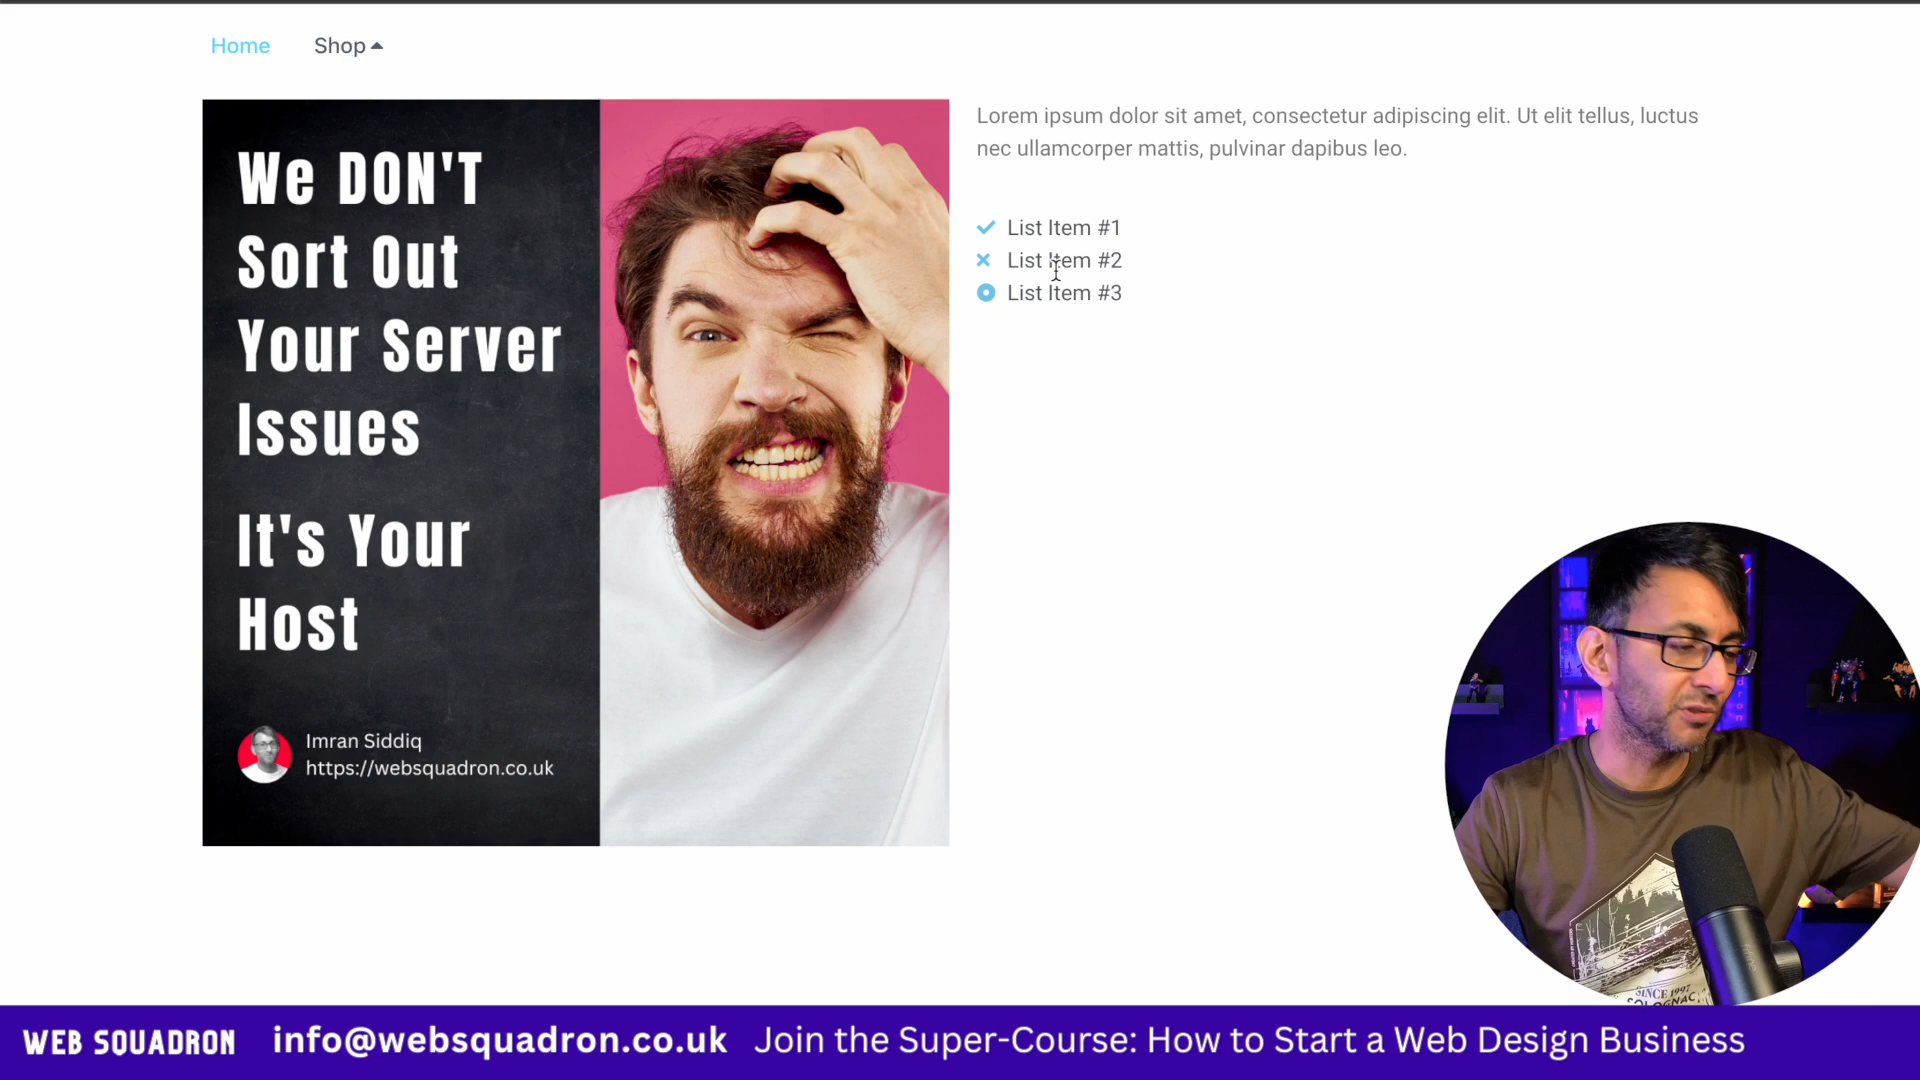 Home
Shop
We DON'T
Sort Out
Your Server
Issues
It's Your
Host
Imran Siddiq
https://websquadron.co.uk
Lorem ipsum dolor sit amet, consectetur adipiscing elit. Ut elit tellus, luctus
nec ullamcorper mattis, pulvinar dapibus leo.
List Item #1
List Item #2
List Item #3
SINCE 1997
SOLOGNAC
WEB SQUADRON
info@websquadron.co.uk
Join the Super-Course: How to Start a Web Design Business